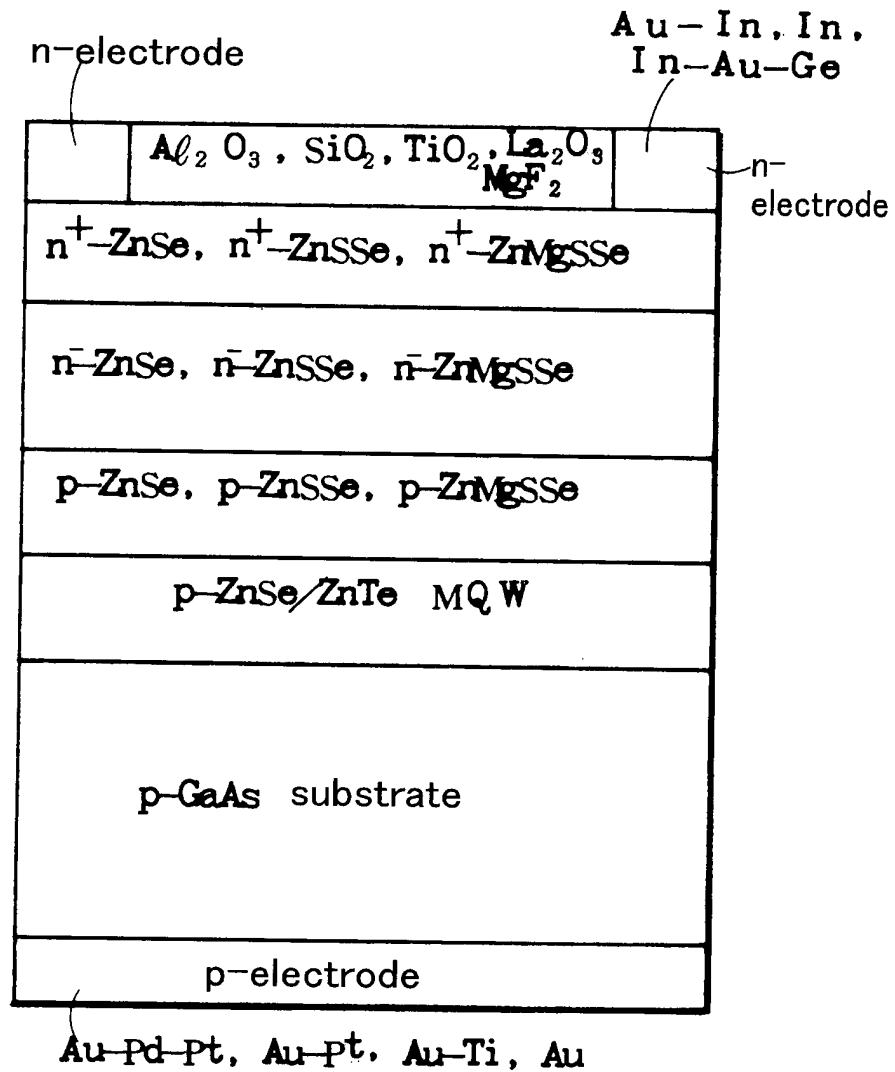 Au-In, In,
In-Au-Ge
n-electrode
Aℓ₂O₃, SiO₂, TiO₂, La₂O₃
MgF₂
n-
electrode
n⁺-ZnSe, n⁺-ZnSSe, n⁺-ZnMgSSe
n⁻-ZnSe, n⁻-ZnSSe, n⁻-ZnMgSSe
p-ZnSe, p-ZnSSe, p-ZnMgSSe
p-ZnSe/ZnTe MQW
p-GaAs substrate
p-electrode
Au-Pd-Pt, Au-Pt, Au-Ti, Au